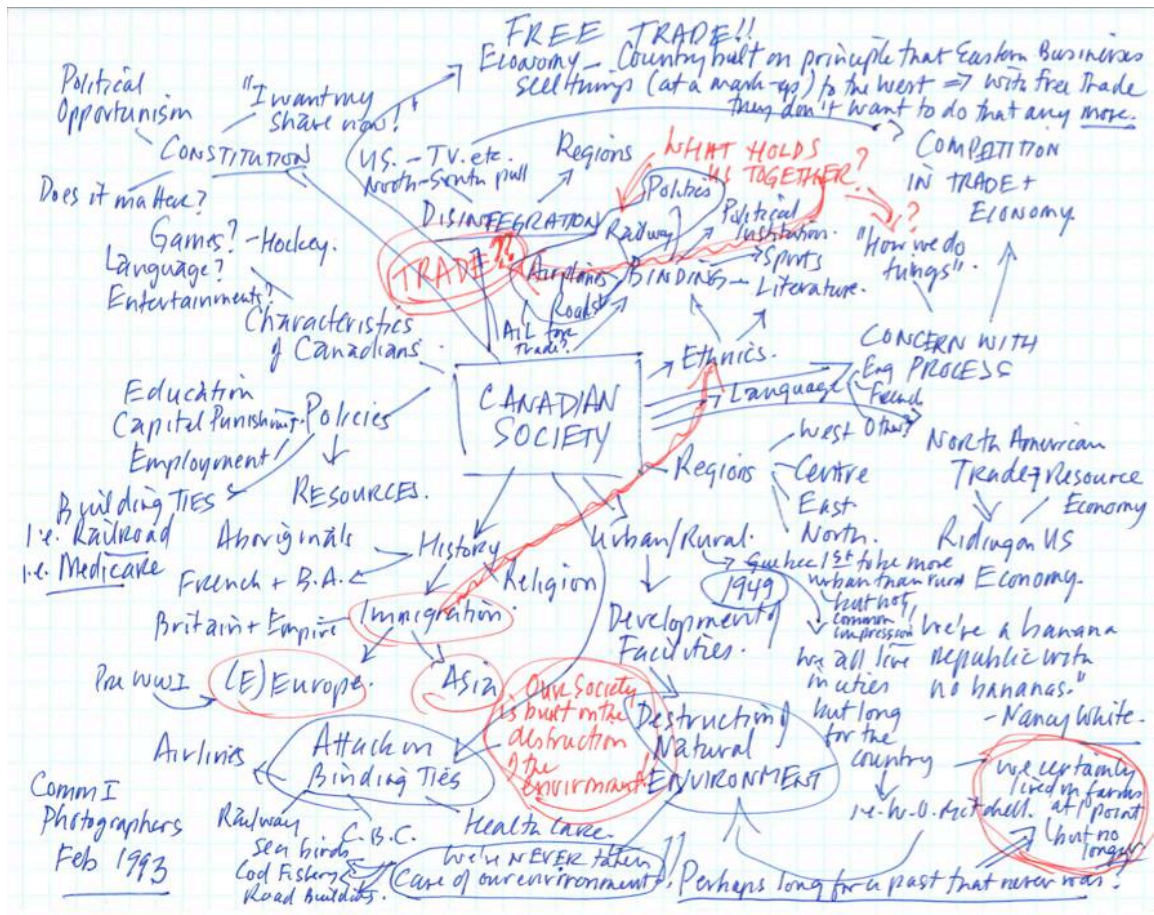 FREE TRADE!!
Economy - Country built on principle that Eastern Businesses
sell things (at a mark-up) to the West ⇒ with Free Trade
they don't want to do that any more.
Political
Opportunism
"I want my
share now!"
CONSTITUTION
Does it matter?
U.S. - T.V. etc.
North-South pull
Regions
WHAT HOLDS
US TOGETHER?
?
COMPETITION
IN TRADE +
ECONOMY.
DISINTEGRATION
Politics
Railway
Political
Institution.
Games? - Hockey.
Language?
Entertainments?
TRADE??
Airplanes
Roads
BINDING
Sports
Literature.
"How we do
things".
All for
Trade?
Characteristics
of Canadians.
Ethnics.
CONCERN WITH
PROCESS
CANADIAN
SOCIETY
Language
Eng
French
Other?
Education
Capital Punishment.
Employment
Policies
Building TIES
i.e. Railroad
i.e. Medicare
RESOURCES.
Regions
West
Centre
East
North.
North American
Trade + Resource
Economy
Riding on US
Economy.
Aboriginals
History
French + B.A.
Religion
Immigration.
Britain + Empire
Pre WWI
(E) Europe.
Asia
Urban/Rural.
Quebec 1st to be more
urban than rural
1949
but not
common
Development of
Facilities.
we all live
in cities
but long
for the
country
"We're a banana
republic with
no bananas."
- Nancy White.
Our Society
is built on the
destruction
of the
environment!
Destruction of
Natural
ENVIRONMENT
we certainly
lived on farms
at 1 point
but no
longer
i.e. W.O. Mitchell.
Attack on
Binding Ties
Airlines
Railway
C.B.C.
Health Care.
Sea birds
Cod Fishery
Road Building.
We've NEVER taken
Care of our environment
Perhaps long for a past that never was?
Comm I
Photographers
Feb 1993